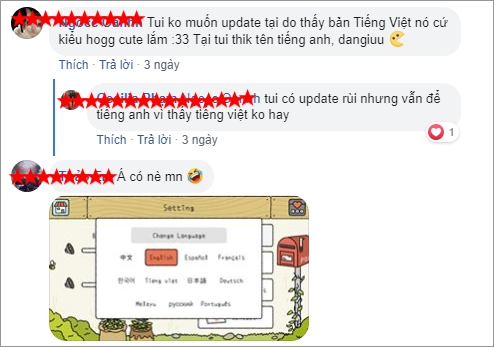 Tui ko muốn update tại do thấy bản Tiếng Việt nó cứ
kiểu hogg cute lắm :33 Tại tui thik tên tiếng anh, dangiuu
Thích · Trả lời · 3 ngày
tui có update rùi nhưng vẫn để
tiếng anh vì thấy tiếng việt ko hay
1
Thích · Trả lời · 3 ngày
Á có nè mn
Setting
Change Language
中文 English Español Français
한국어 Tiếng việt 日本語 Deutsch
Melayu русский Português